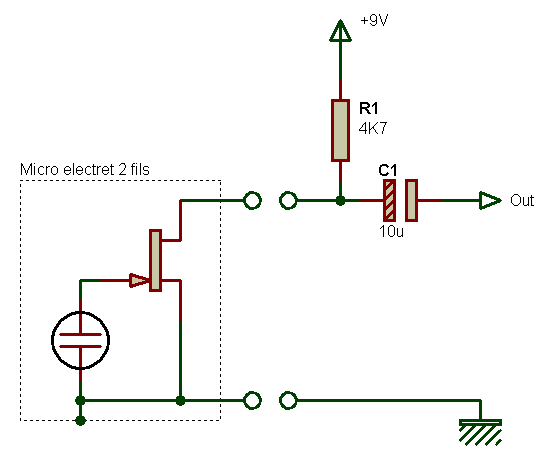 +9V
R1
4K7
Micro electret 2 fils
C1
10u
Out